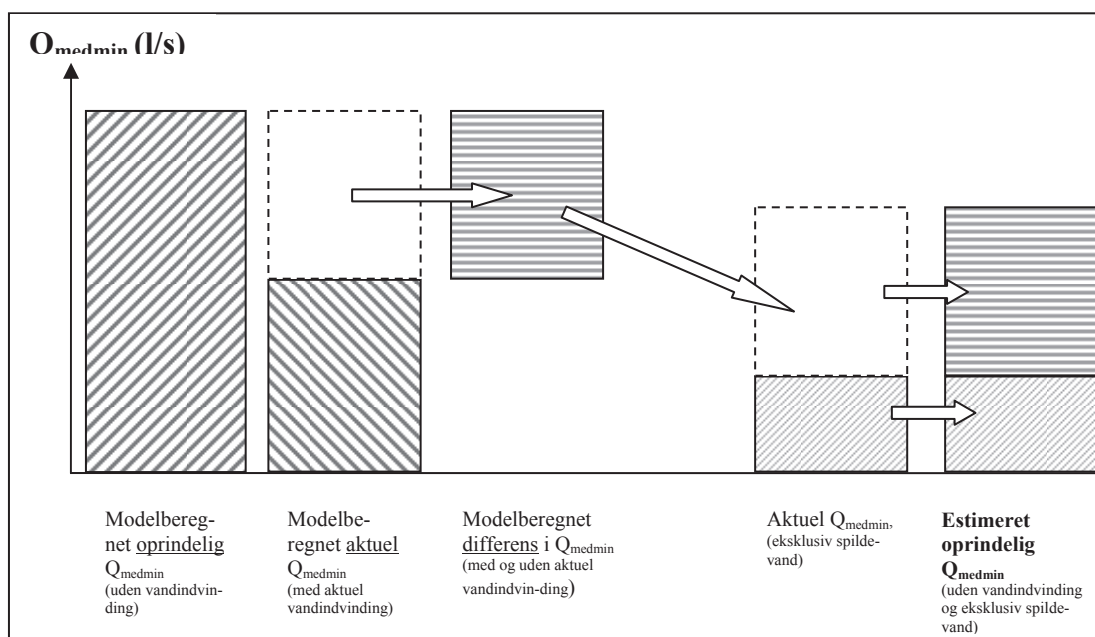 Qmedmin (l/s)
Modelbereg-
net oprindelig
Qmedmin
(uden vandindvin-
ding)
Modelbe-
regnet aktuel
Qmedmin
(med aktuel
vandindvinding)
Modelberegnet
differens i Qmedmin
(med og uden aktuel
vandindvin-ding)
Aktuel Qmedmin,
(eksklusiv spilde-
vand)
Estimeret
oprindelig
Qmedmin
(uden vandindvinding
og eksklusiv spilde-
vand)